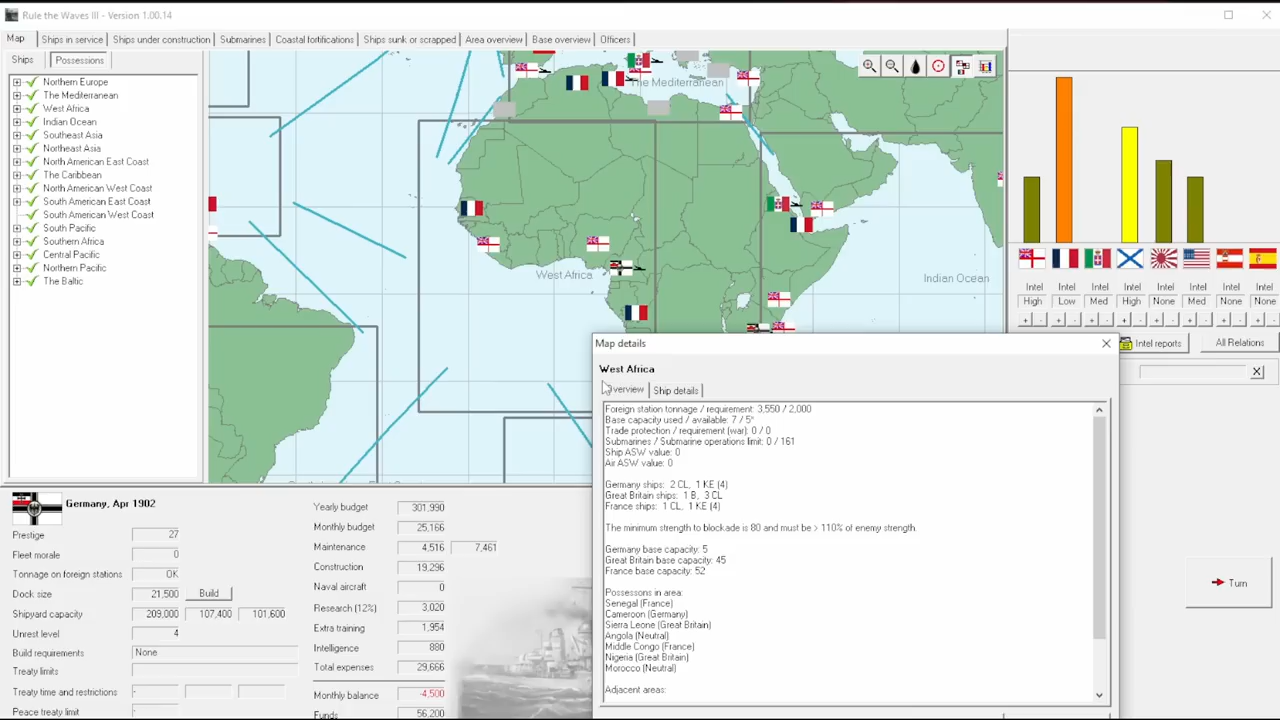 Rule the Waves III - Version 1.00.14
Map
Ships in service
Ships under construction
Submarines
Coastal fortifications
Ships sunk or scrapped
Area overview
Base overview
Officers
Ships
Possessions
Northern Europe
The Mediterranean
West Africa
Indian Ocean
Southeast Asia
Northeast Asia
North American East Coast
The Caribbean
North American West Coast
South American East Coast
South American West Coast
South Pacific
Southern Africa
Central Pacific
Northern Pacific
The Baltic
The Mediterranean
West Africa
Indian Ocean
Intel Intel Intel Intel Intel Intel Intel Intel
High Low Med High None Med None None
+ - + - + - + - + - + - + - + -
Intel reports
All Relations
Map details
West Africa
Overview
Ship details
Foreign station tonnage / requirement: 3,550 / 2,000
Base capacity used / available: 7 / 5*
Trade protection / requirement (war): 0 / 0
Submarines / Submarine operations limit: 0 / 161
Ship ASW value: 0
Air ASW value: 0
Germany ships: 2 CL, 1 KE (4)
Great Britain ships: 1 B, 3 CL
France ships: 1 CL, 1 KE (4)
The minimum strength to blockade is 80 and must be > 110% of enemy strength.
Germany base capacity: 5
Great Britain base capacity: 45
France base capacity: 52
Possessons in area:
Senegal (France)
Cameroon (Germany)
Sierra Leone (Great Britain)
Angola (Neutral)
Middle Congo (France)
Nigeria (Great Britain)
Morocco (Neutral)
Adjacent areas:
Germany, Apr 1902
Prestige 27
Fleet morale 0
Tonnage on foreign stations OK
Dock size 21,500 Build
Shipyard capacity 209,000 107,400 101,600
Unrest level 4
Build requirements None
Treaty limits
Treaty time and restrictions - - -
Peace treaty limit
Yearly budget 301,990
Monthly budget 25,166
Maintenance 4,516 7,461
Construction 19,296
Naval aircraft 0
Research (12%) 3,020
Extra training 1,954
Intelligence 880
Total expenses 29,666
Monthly balance -4,500
Funds 56,200
Turn